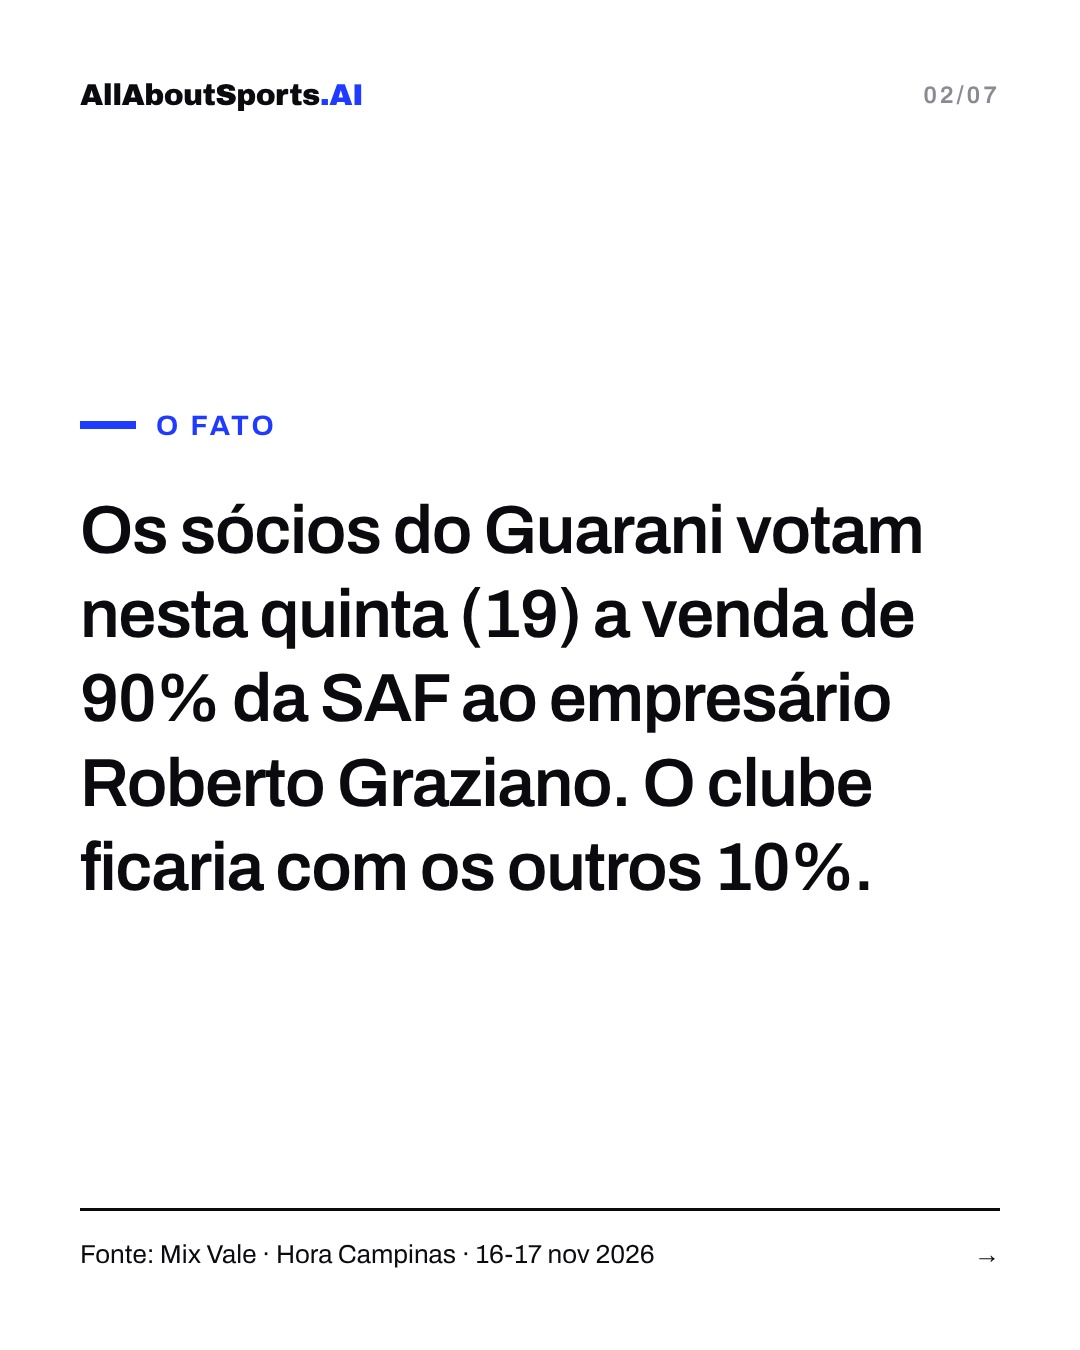 AllAboutSports.AI
02/07
O FATO
Os sócios do Guarani votam
nesta quinta (19) a venda de
90% da SAF ao empresário
Roberto Graziano. O clube
ficaria com os outros 10%.
Fonte: Mix Vale · Hora Campinas · 16-17 nov 2026
→